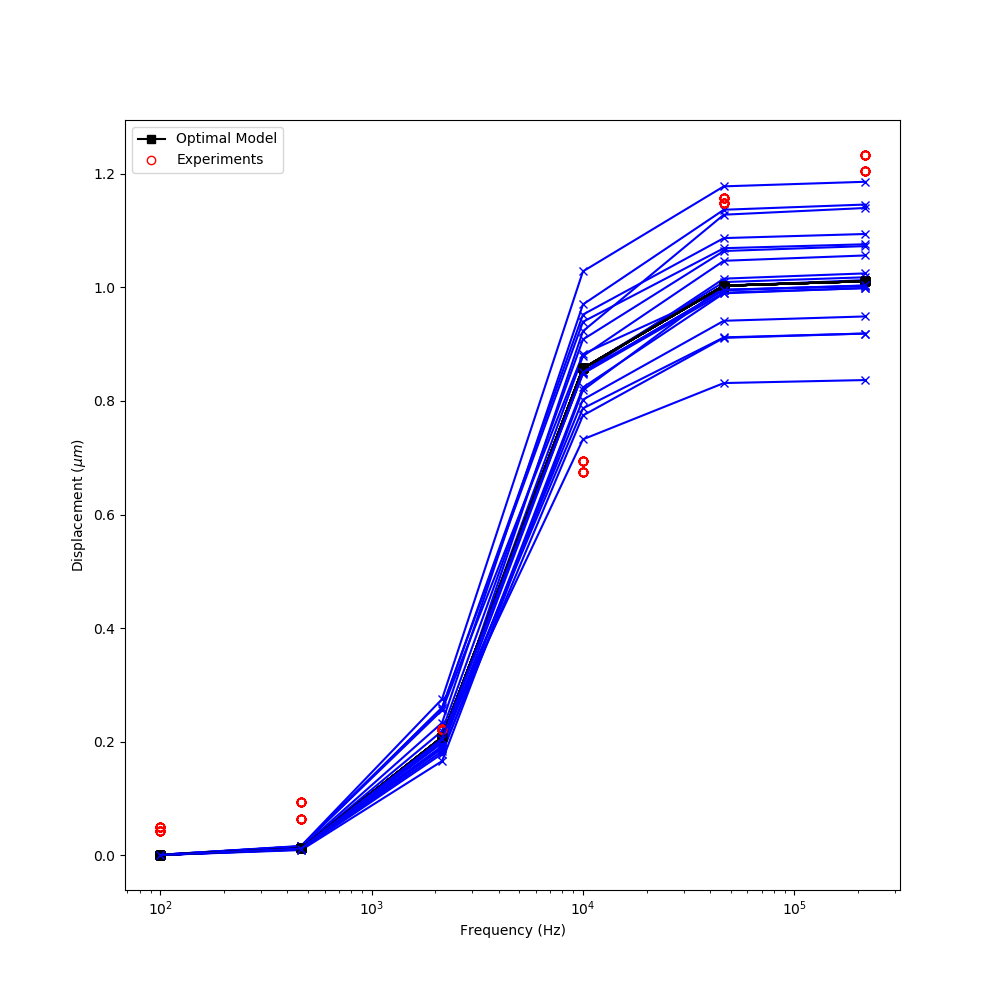 Optimal Model
Experiments
1.2
1.0
0.8
0.6
0.4
0.2
0.0
Displacement (μm)
10²
10³
10⁴
10⁵
Frequency (Hz)